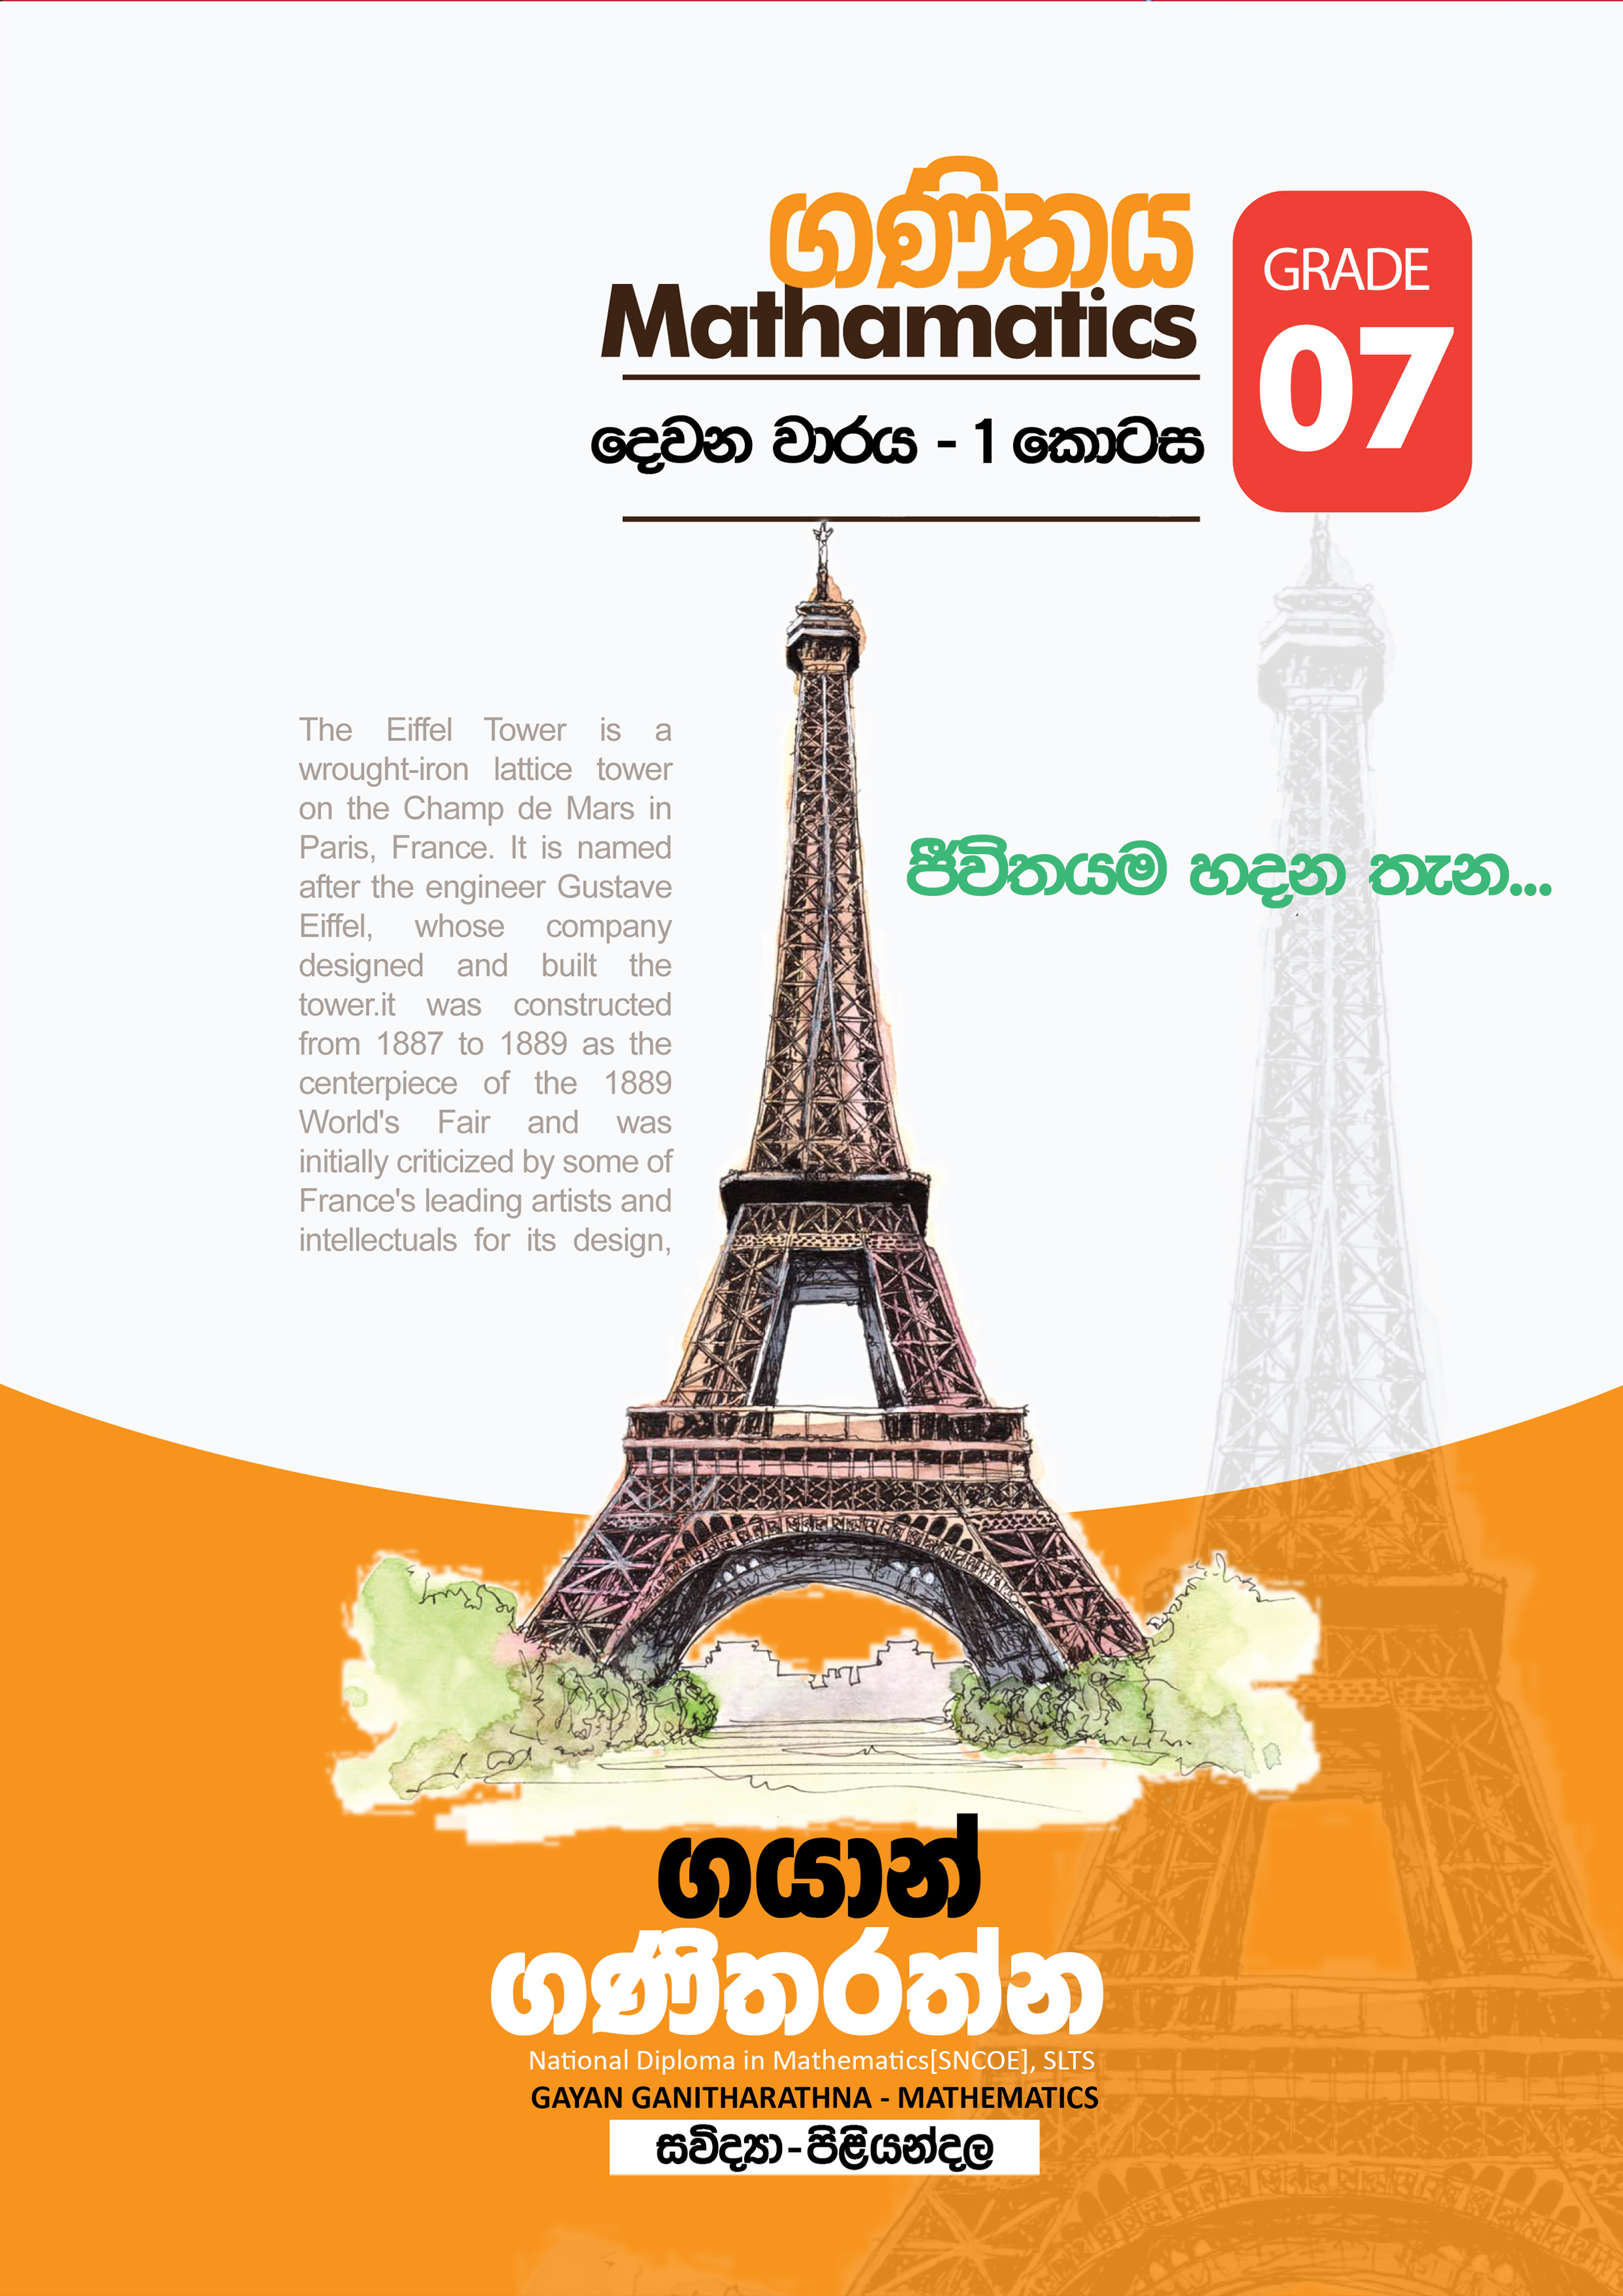 ගණිතය
Mathamatics
දෙවන වාරය - 1 කොටස
GRADE
07
The Eiffel Tower is a
wrought-iron lattice tower
on the Champ de Mars in
Paris, France. It is named
after the engineer Gustave
Eiffel, whose company
designed and built the
tower.it was constructed
from 1887 to 1889 as the
centerpiece of the 1889
World's Fair and was
initially criticized by some of
France's leading artists and
intellectuals for its design,
ජීවිතයම හදන තැන...
ගයාන්
ගණිතරත්න
National Diploma in Mathematics[SNCOE], SLTS
GAYAN GANITHARATHNA - MATHEMATICS
සවිද්‍යා - පිළියන්දල